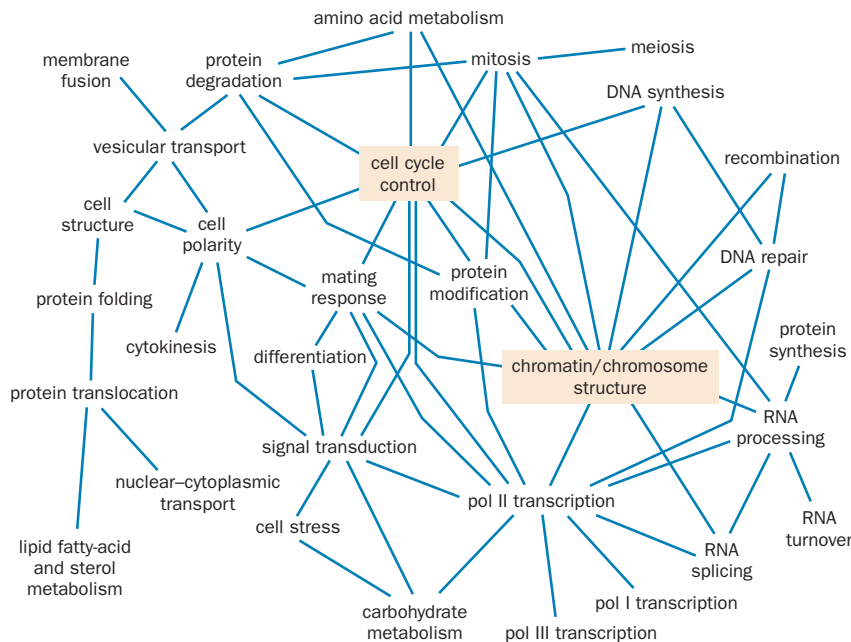 amino acid metabolism
membrane
fusion
protein
degradation
mitosis
meiosis
DNA synthesis
vesicular transport
cell cycle
control
recombination
cell
structure
cell
polarity
DNA repair
mating
response
protein
modification
protein folding
cytokinesis
differentiation
protein
synthesis
chromatin/chromosome
structure
protein translocation
RNA
processing
signal transduction
nuclear–cytoplasmic
transport
pol II transcription
cell stress
RNA
turnover
lipid fatty-acid
and sterol
metabolism
RNA
splicing
carbohydrate
metabolism
pol I transcription
pol III transcription